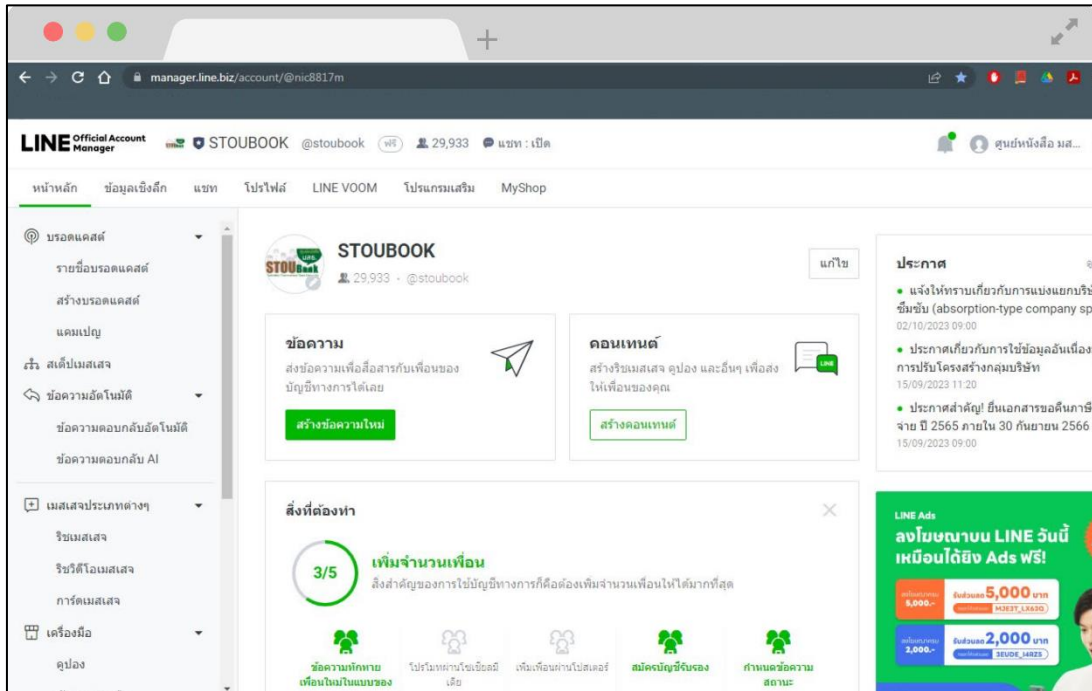 manager.line.biz/account/@nic8817m
LINE Official Account Manager
STOUBOOK @stoubook ฟรี 29,933 แชท : เปิด
ศูนย์หนังสือ มส...
หน้าหลัก ข้อมูลเชิงลึก แชท โปรไฟล์ LINE VOOM โปรแกรมเสริม MyShop
บรอดแคสต์
รายชื่อบรอดแคสต์
สร้างบรอดแคสต์
แคมเปญ
สเต็ปเมสเสจ
ข้อความอัตโนมัติ
ข้อความตอบกลับอัตโนมัติ
ข้อความตอบกลับ AI
เมสเสจประเภทต่างๆ
ริชเมสเสจ
ริชวิดีโอเมสเสจ
การ์ดเมสเสจ
เครื่องมือ
คูปอง
STOUBOOK
29,933 - @stoubook
แก้ไข
ข้อความ
ส่งข้อความเพื่อสื่อสารกับเพื่อนของ
บัญชีทางการได้เลย
สร้างข้อความใหม่
คอนเทนต์
สร้างริชเมสเสจ คูปอง และอื่นๆ เพื่อส่ง
ให้เพื่อนของคุณ
LINE
สร้างคอนเทนต์
สิ่งที่ต้องทำ
3/5
เพิ่มจำนวนเพื่อน
สิ่งสำคัญของการใช้บัญชีทางการก็คือต้องเพิ่มจำนวนเพื่อนให้ได้มากที่สุด
ข้อความทักทาย
เพื่อนใหม่ในแบบของ
โปรโมทผ่านโซเชียลมี
เดีย
เพิ่มเพื่อนผ่านโปสเตอร์
สมัครบัญชีรับรอง
กำหนดข้อความ
สถานะ
ประกาศ
แจ้งให้ทราบเกี่ยวกับการแบ่งแยกบริษั
ซึมซับ (absorption-type company sp
02/10/2023 09:00
ประกาศเกี่ยวกับการใช้ข้อมูลอันเนื่อง
การปรับโครงสร้างกลุ่มบริษัท
15/09/2023 11:20
ประกาศสำคัญ! ยื่นเอกสารขอคืนภาษี
จ่าย ปี 2565 ภายใน 30 กันยายน 2566
15/09/2023 09:00
LINE Ads
ลงโฆษณาบน LINE วันนี้
เหมือนได้ยิง Ads ฟรี!
5,000.-
รับส่วนลด 5,000 บาท
2,000.-
รับส่วนลด 2,000 บาท